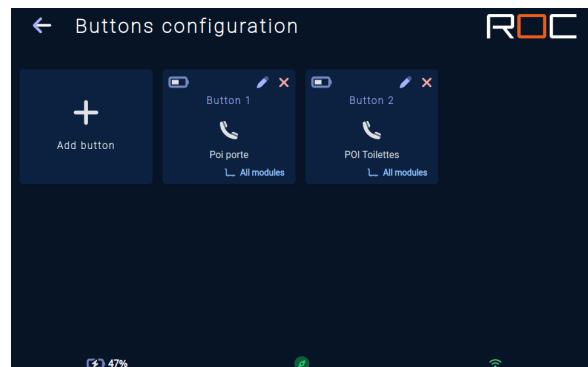 Buttons configuration
ROC
Add button
Button 1
Poi porte
All modules
Button 2
POI Toilettes
All modules
47%